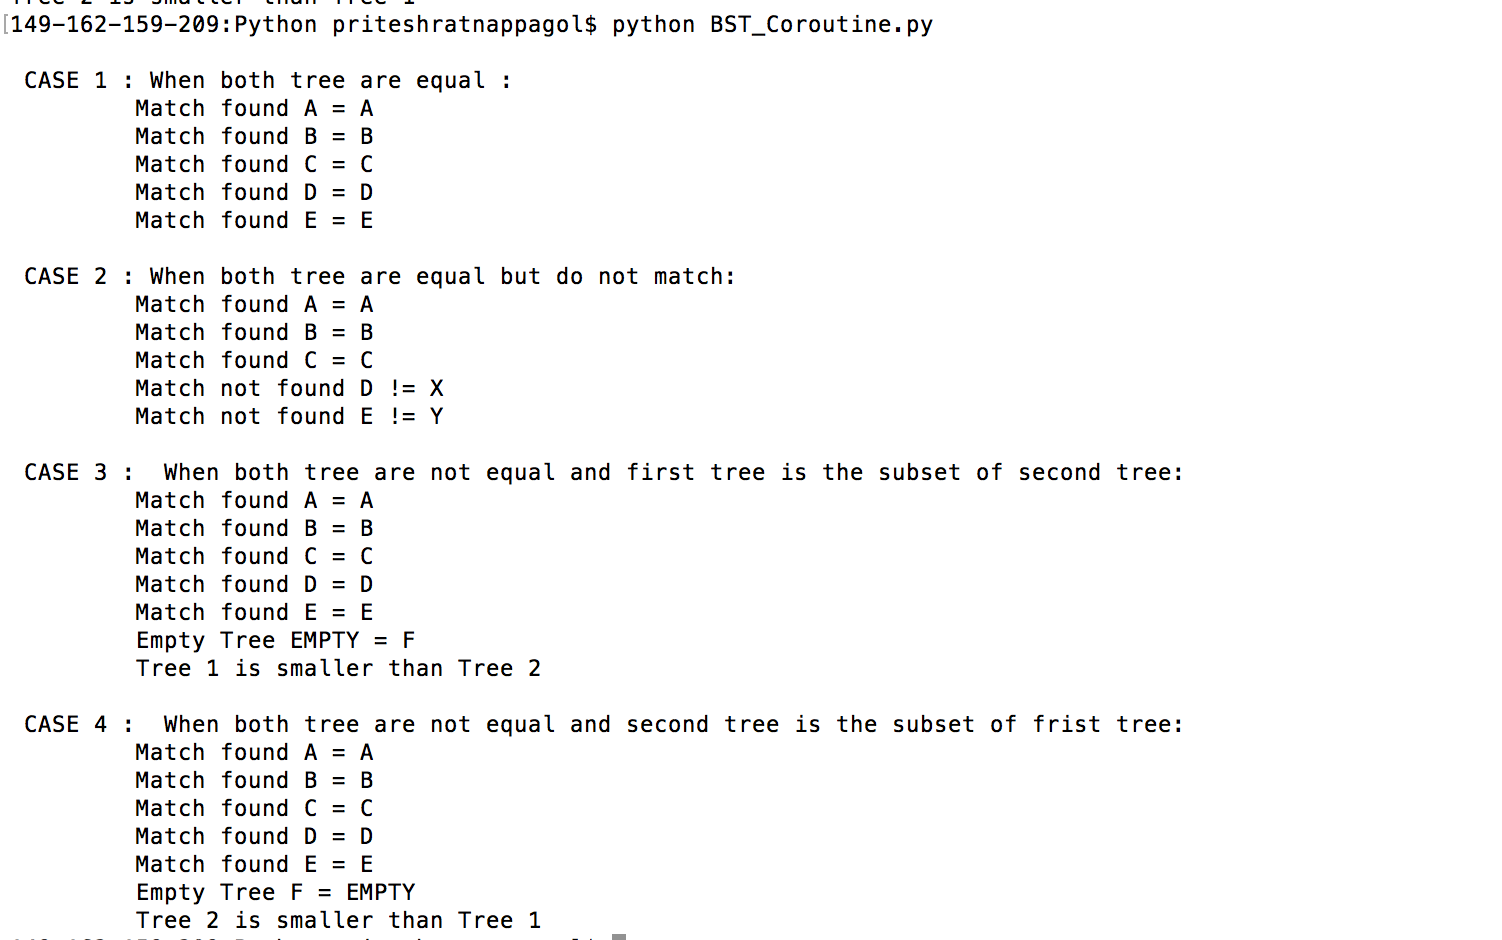 Tree 2 is smaller than Tree 1
[149-162-159-209:Python priteshratnappagol$ python BST_Coroutine.py
CASE 1 : When both tree are equal :
Match found A = A
Match found B = B
Match found C = C
Match found D = D
Match found E = E
CASE 2 : When both tree are equal but do not match:
Match found A = A
Match found B = B
Match found C = C
Match not found D != X
Match not found E != Y
CASE 3 :  When both tree are not equal and first tree is the subset of second tree:
Match found A = A
Match found B = B
Match found C = C
Match found D = D
Match found E = E
Empty Tree EMPTY = F
Tree 1 is smaller than Tree 2
CASE 4 :  When both tree are not equal and second tree is the subset of frist tree:
Match found A = A
Match found B = B
Match found C = C
Match found D = D
Match found E = E
Empty Tree F = EMPTY
Tree 2 is smaller than Tree 1